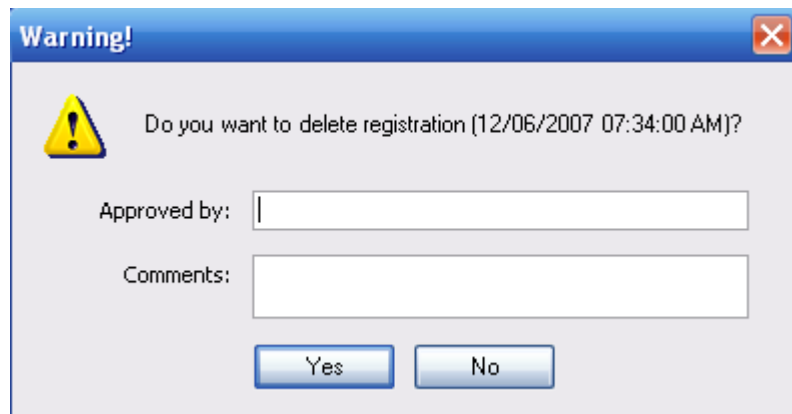 Warning!
Do you want to delete registration (12/06/2007 07:34:00 AM)?
Approved by:
Comments:
Yes No